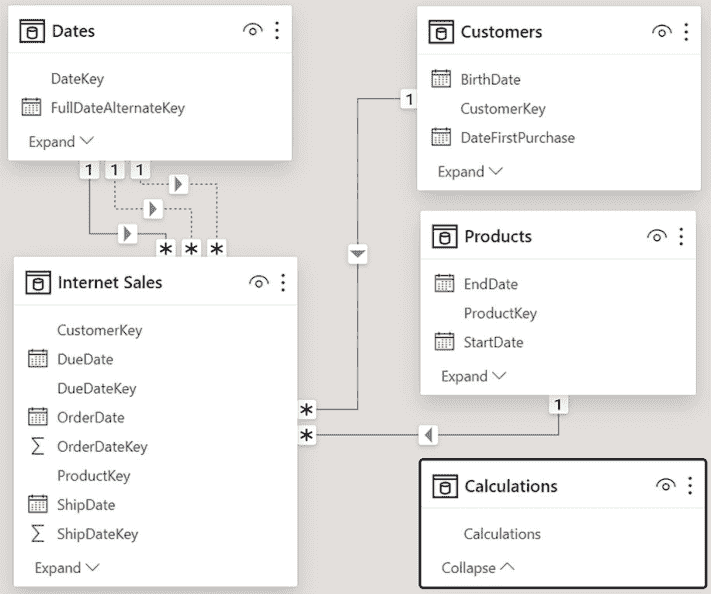 Dates
DateKey
FullDateAlternateKey
Expand
1 1 1
* * *
Internet Sales
CustomerKey
DueDate
DueDateKey
OrderDate
Σ OrderDateKey
ProductKey
ShipDate
Σ ShipDateKey
Expand
Customers
BirthDate
CustomerKey
DateFirstPurchase
Expand
1
*
Products
EndDate
ProductKey
StartDate
Expand
1
*
Calculations
Calculations
Collapse